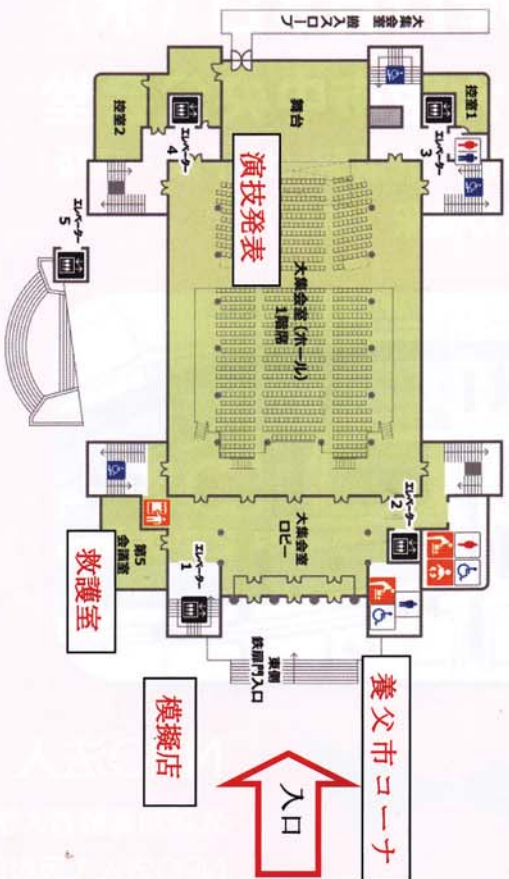 大集会室
搬入スロープ
控室2
エレベーター
4
舞台
エレベーター
3
控室1
エレベーター
5
演技発表
大集会室（ホール）
1階席
エレベーター
2
大集会室
ロビー
第5
会議室
エレベーター
1
救護室
東側
鉄扉門入口
模擬店
入口
養父市コーナ